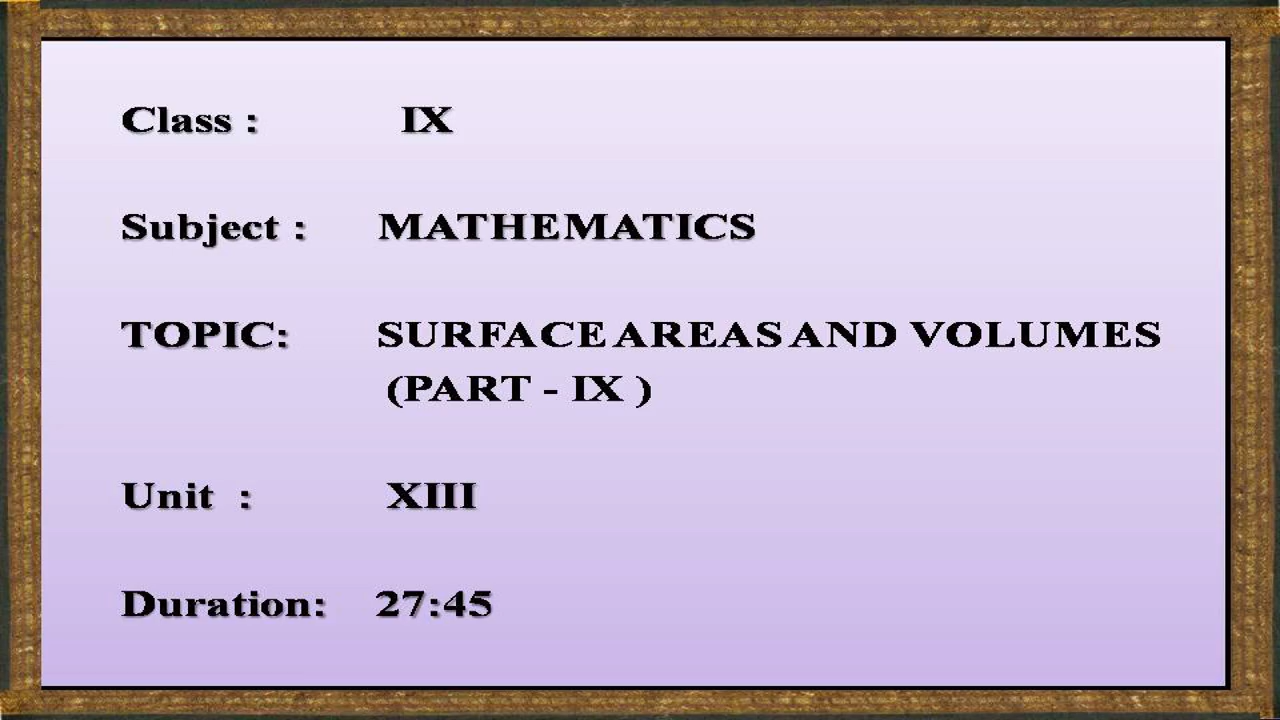 Class : IX
Subject : MATHEMATICS
TOPIC: SURFACE AREAS AND VOLUMES
(PART - IX )
Unit : XIII
Duration: 27:45